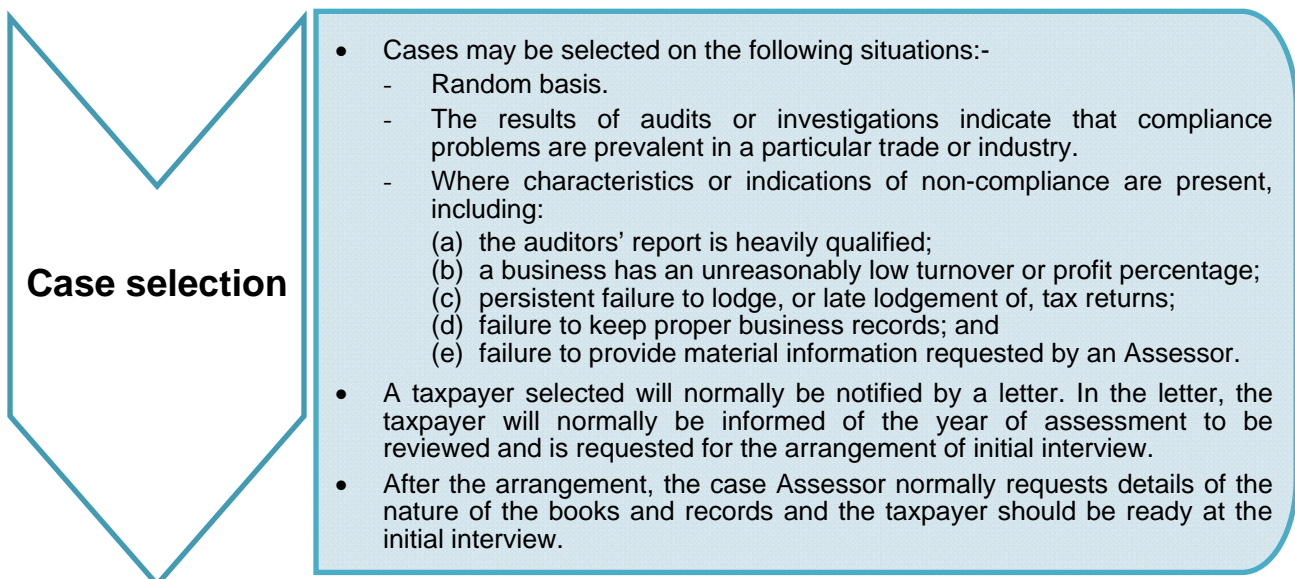 Case selection
• Cases may be selected on the following situations:-
- Random basis.
- The results of audits or investigations indicate that compliance
problems are prevalent in a particular trade or industry.
- Where characteristics or indications of non-compliance are present,
including:
(a) the auditors' report is heavily qualified;
(b) a business has an unreasonably low turnover or profit percentage;
(c) persistent failure to lodge, or late lodgement of, tax returns;
(d) failure to keep proper business records; and
(e) failure to provide material information requested by an Assessor.
• A taxpayer selected will normally be notified by a letter. In the letter, the
taxpayer will normally be informed of the year of assessment to be
reviewed and is requested for the arrangement of initial interview.
• After the arrangement, the case Assessor normally requests details of the
nature of the books and records and the taxpayer should be ready at the
initial interview.